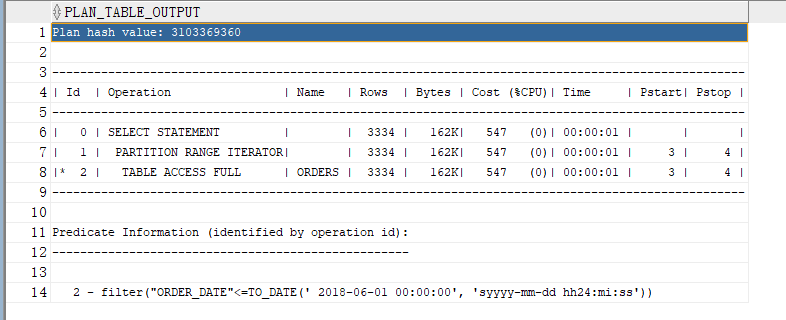 PLAN_TABLE_OUTPUT
1 Plan hash value: 3103369360
2
3 ---------------------------------------------------------------------------------------------------
4 | Id  | Operation                | Name   | Rows  | Bytes | Cost (%CPU)| Time     | Pstart| Pstop |
5 ---------------------------------------------------------------------------------------------------
6 |   0 | SELECT STATEMENT         |        |  3334 |   162K|   547   (0)| 00:00:01 |       |       |
7 |   1 |  PARTITION RANGE ITERATOR|        |  3334 |   162K|   547   (0)| 00:00:01 |     3 |     4 |
8 |*  2 |   TABLE ACCESS FULL      | ORDERS |  3334 |   162K|   547   (0)| 00:00:01 |     3 |     4 |
9 ---------------------------------------------------------------------------------------------------
10
11 Predicate Information (identified by operation id):
12 ---------------------------------------------------
13
14    2 - filter("ORDER_DATE"<=TO_DATE(' 2018-06-01 00:00:00', 'syyyy-mm-dd hh24:mi:ss'))